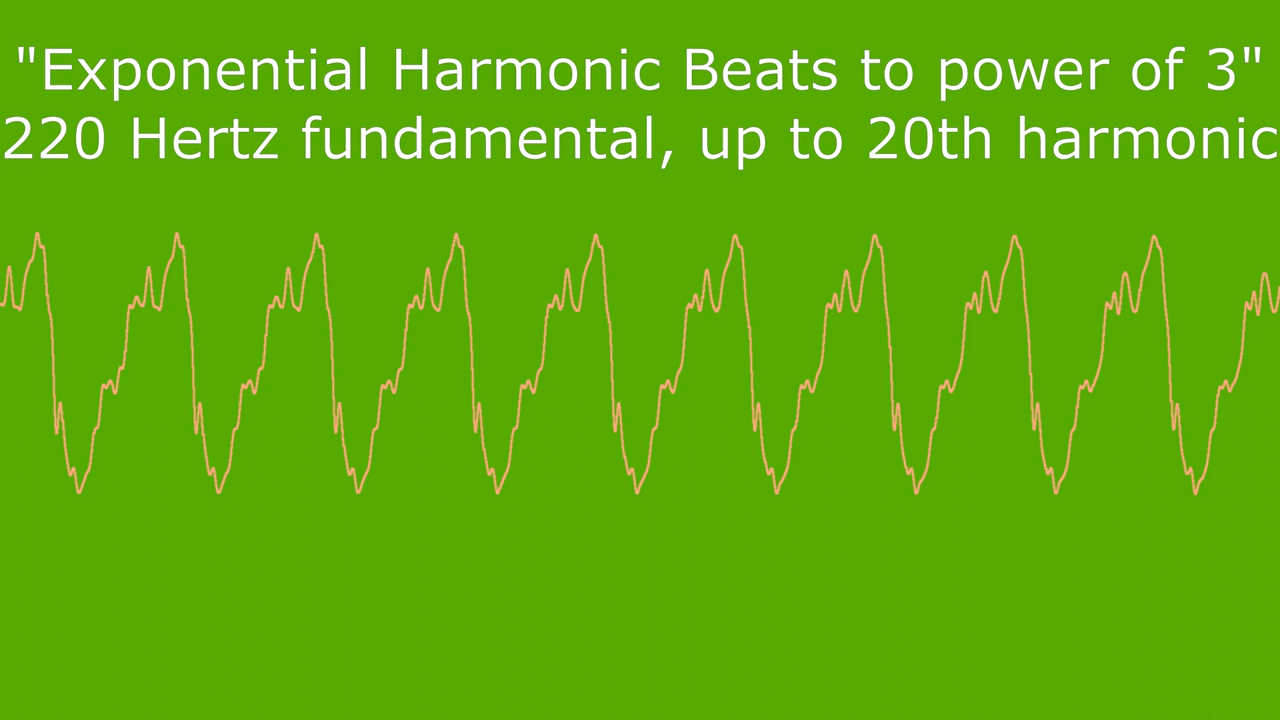 "Exponential Harmonic Beats to power of 3"
220 Hertz fundamental, up to 20th harmonic